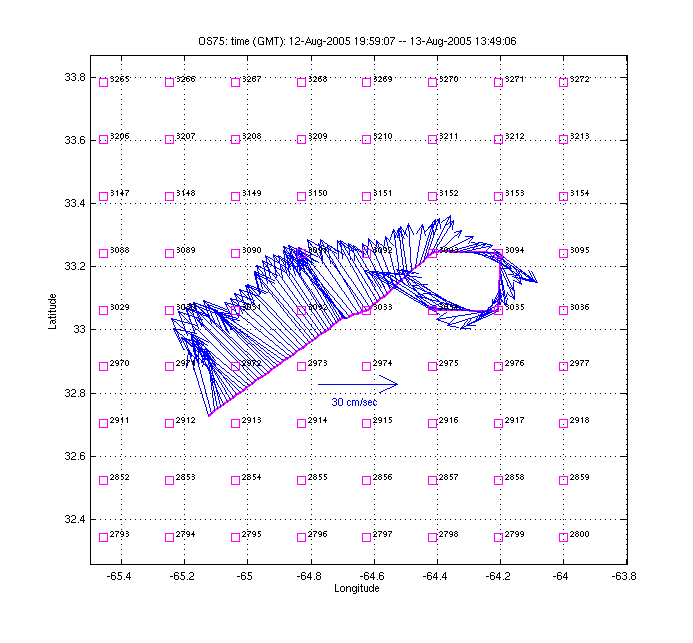 OS75: time (GMT): 12-Aug-2005 19:59:07 -- 13-Aug-2005 13:49:06
33.8
3265 3266 3267 3268 3269 3270 3271 3272
33.6
3206 3207 3208 3209 3210 3211 3212 3213
33.4
3147 3148 3149 3150 3151 3152 3153 3154
3088 3089 3090 3092 3093 3094 3095
33.2
Latitude
3029 3031 3032 3033 3034 3035 3036
33
2970 2971 2972 2973 2974 2975 2976 2977
32.8
30 cm/sec
2911 2912 2913 2914 2915 2916 2917 2918
32.6
2852 2853 2854 2855 2856 2857 2858 2859
32.4
2793 2794 2795 2796 2797 2798 2799 2800
-65.4 -65.2 -65 -64.8 -64.6 -64.4 -64.2 -64 -63.8
Longitude